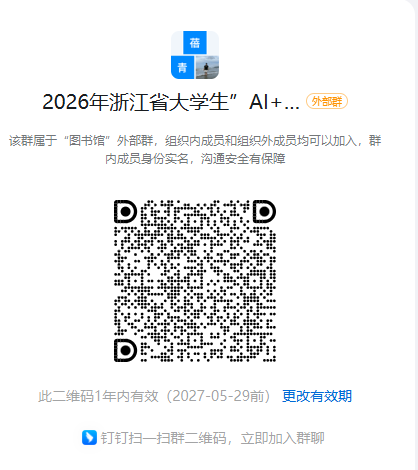 蓓
青
2026年浙江省大学生”AI+... 外部群
该群属于“图书馆”外部群，组织内成员和组织外成员均可以加入，群
内成员身份实名，沟通安全有保障
此二维码1年内有效（2027-05-29前） 更改有效期
钉钉扫一扫群二维码，立即加入群聊